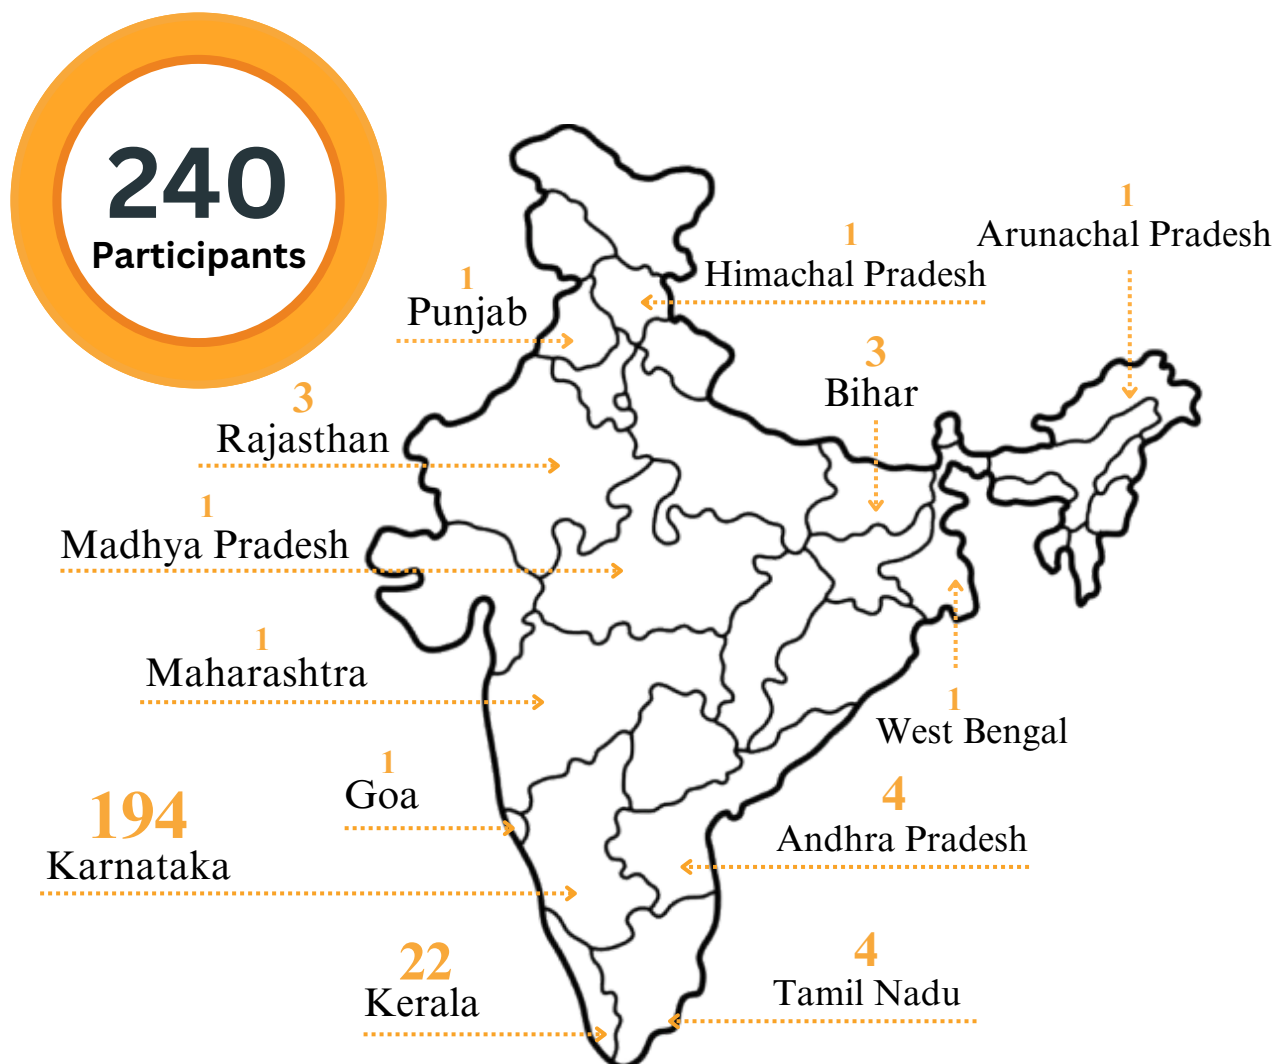 240
Participants
1
Arunachal Pradesh
1
Himachal Pradesh
1
Punjab
3
Bihar
3
Rajasthan
1
Madhya Pradesh
1
Maharashtra
1
West Bengal
1
Goa
194
Karnataka
4
Andhra Pradesh
22
Kerala
4
Tamil Nadu